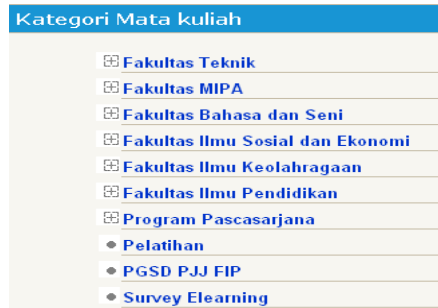 Kategori Mata kuliah
Fakultas Teknik
Fakultas MIPA
Fakultas Bahasa dan Seni
Fakultas Ilmu Sosial dan Ekonomi
Fakultas Ilmu Keolahragaan
Fakultas Ilmu Pendidikan
Program Pascasarjana
Pelatihan
PGSD PJJ FIP
Survey Elearning